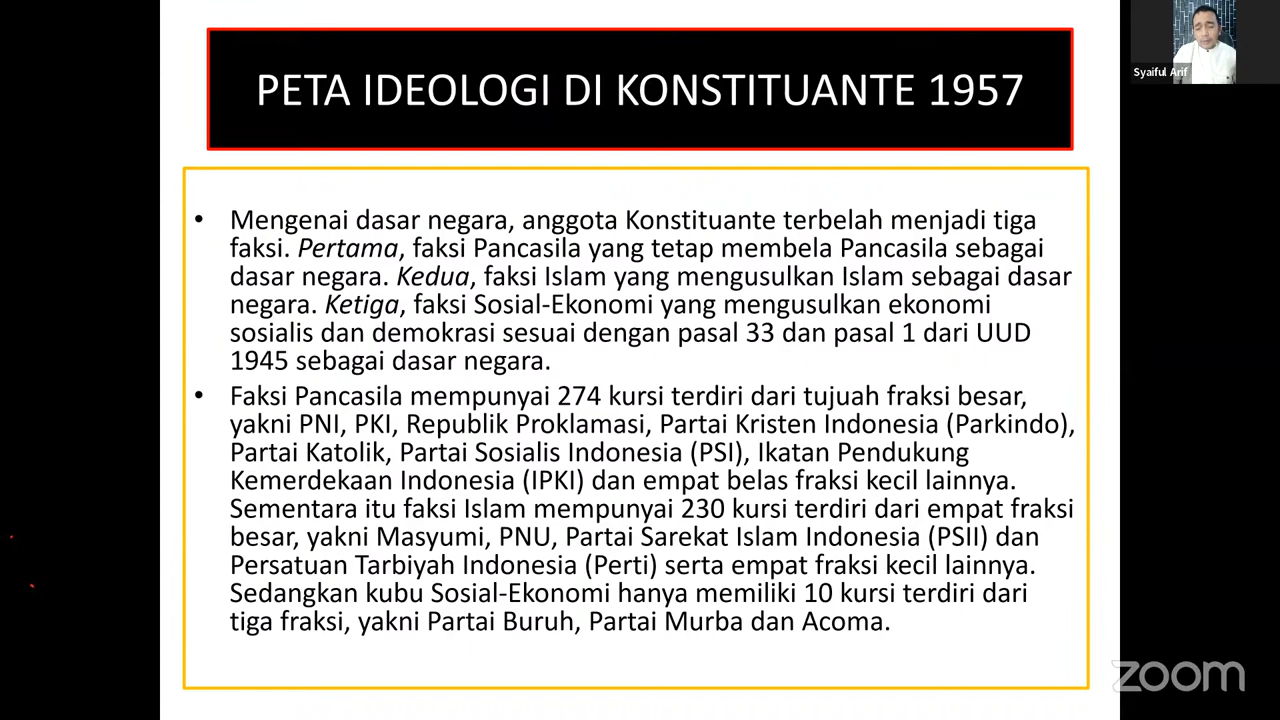 PETA IDEOLOGI DI KONSTITUANTE 1957
Syaiful Arif
• Mengenai dasar negara, anggota Konstituante terbelah menjadi tiga
faksi. Pertama, faksi Pancasila yang tetap membela Pancasila sebagai
dasar negara. Kedua, faksi Islam yang mengusulkan Islam sebagai dasar
negara. Ketiga, faksi Sosial-Ekonomi yang mengusulkan ekonomi
sosialis dan demokrasi sesuai dengan pasal 33 dan pasal 1 dari UUD
1945 sebagai dasar negara.
• Faksi Pancasila mempunyai 274 kursi terdiri dari tujuah fraksi besar,
yakni PNI, PKI, Republik Proklamasi, Partai Kristen Indonesia (Parkindo),
Partai Katolik, Partai Sosialis Indonesia (PSI), Ikatan Pendukung
Kemerdekaan Indonesia (IPKI) dan empat belas fraksi kecil lainnya.
Sementara itu faksi Islam mempunyai 230 kursi terdiri dari empat fraksi
besar, yakni Masyumi, PNU, Partai Sarekat Islam Indonesia (PSII) dan
Persatuan Tarbiyah Indonesia (Perti) serta empat fraksi kecil lainnya.
Sedangkan kubu Sosial-Ekonomi hanya memiliki 10 kursi terdiri dari
tiga fraksi, yakni Partai Buruh, Partai Murba dan Acoma.
zoom